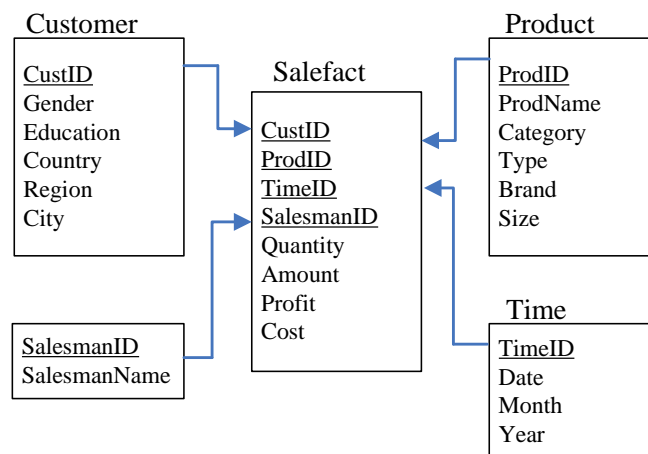 Customer
CustID
Gender
Education
Country
Region
City
SalesmanID
SalesmanName
Salefact
CustID
ProdID
TimeID
SalesmanID
Quantity
Amount
Profit
Cost
Product
ProdID
ProdName
Category
Type
Brand
Size
Time
TimeID
Date
Month
Year